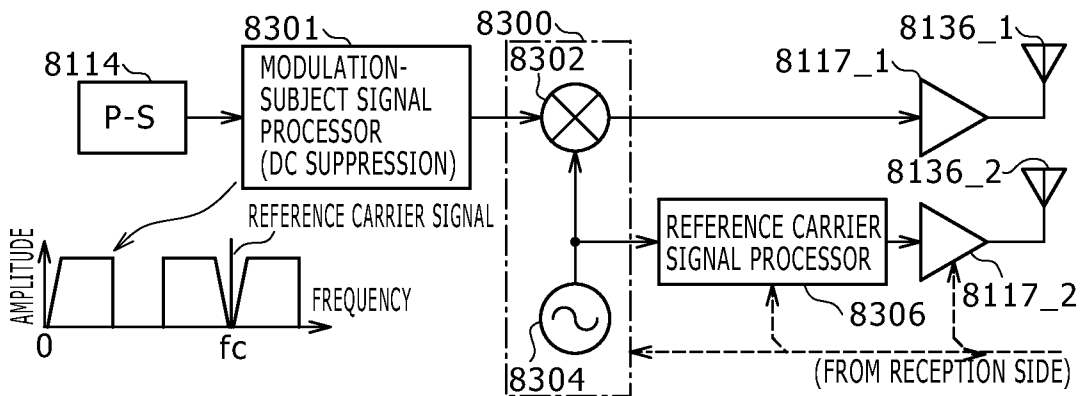 8300
8301
8114
8302
8136_1
8117_1
P-S
MODULATION-
SUBJECT SIGNAL
PROCESSOR
(DC SUPPRESSION)
8136_2
REFERENCE CARRIER SIGNAL
REFERENCE CARRIER
SIGNAL PROCESSOR
AMPLITUDE
FREQUENCY
0
fc
8304
8306
8117_2
(FROM RECEPTION SIDE)